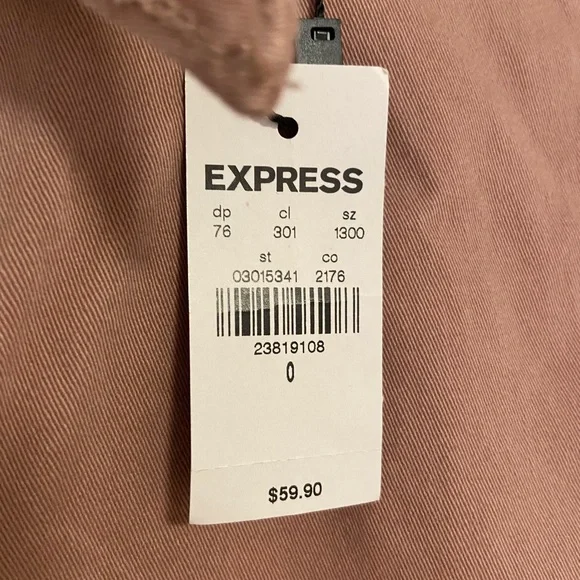 EXPRESS
dp cl sz
76 301 1300
st co
03015341 2176
23819108
0
$59.90